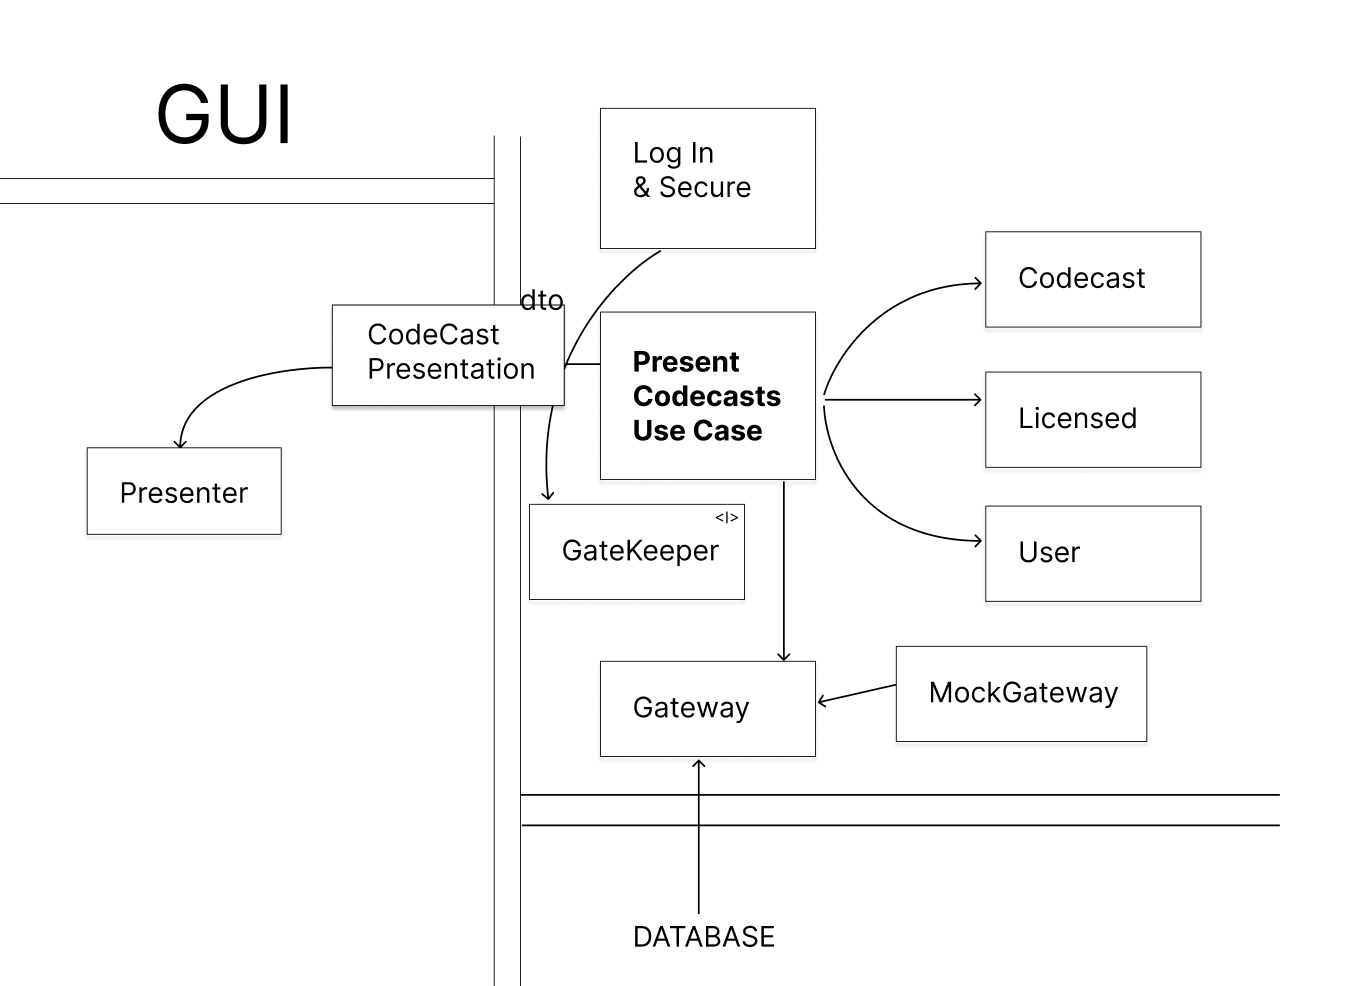 GUI
Log In
& Secure
Codecast
dto
CodeCast
Presentation
Present
Codecasts
Use Case
Licensed
Presenter
<I>
GateKeeper
User
Gateway
MockGateway
DATABASE